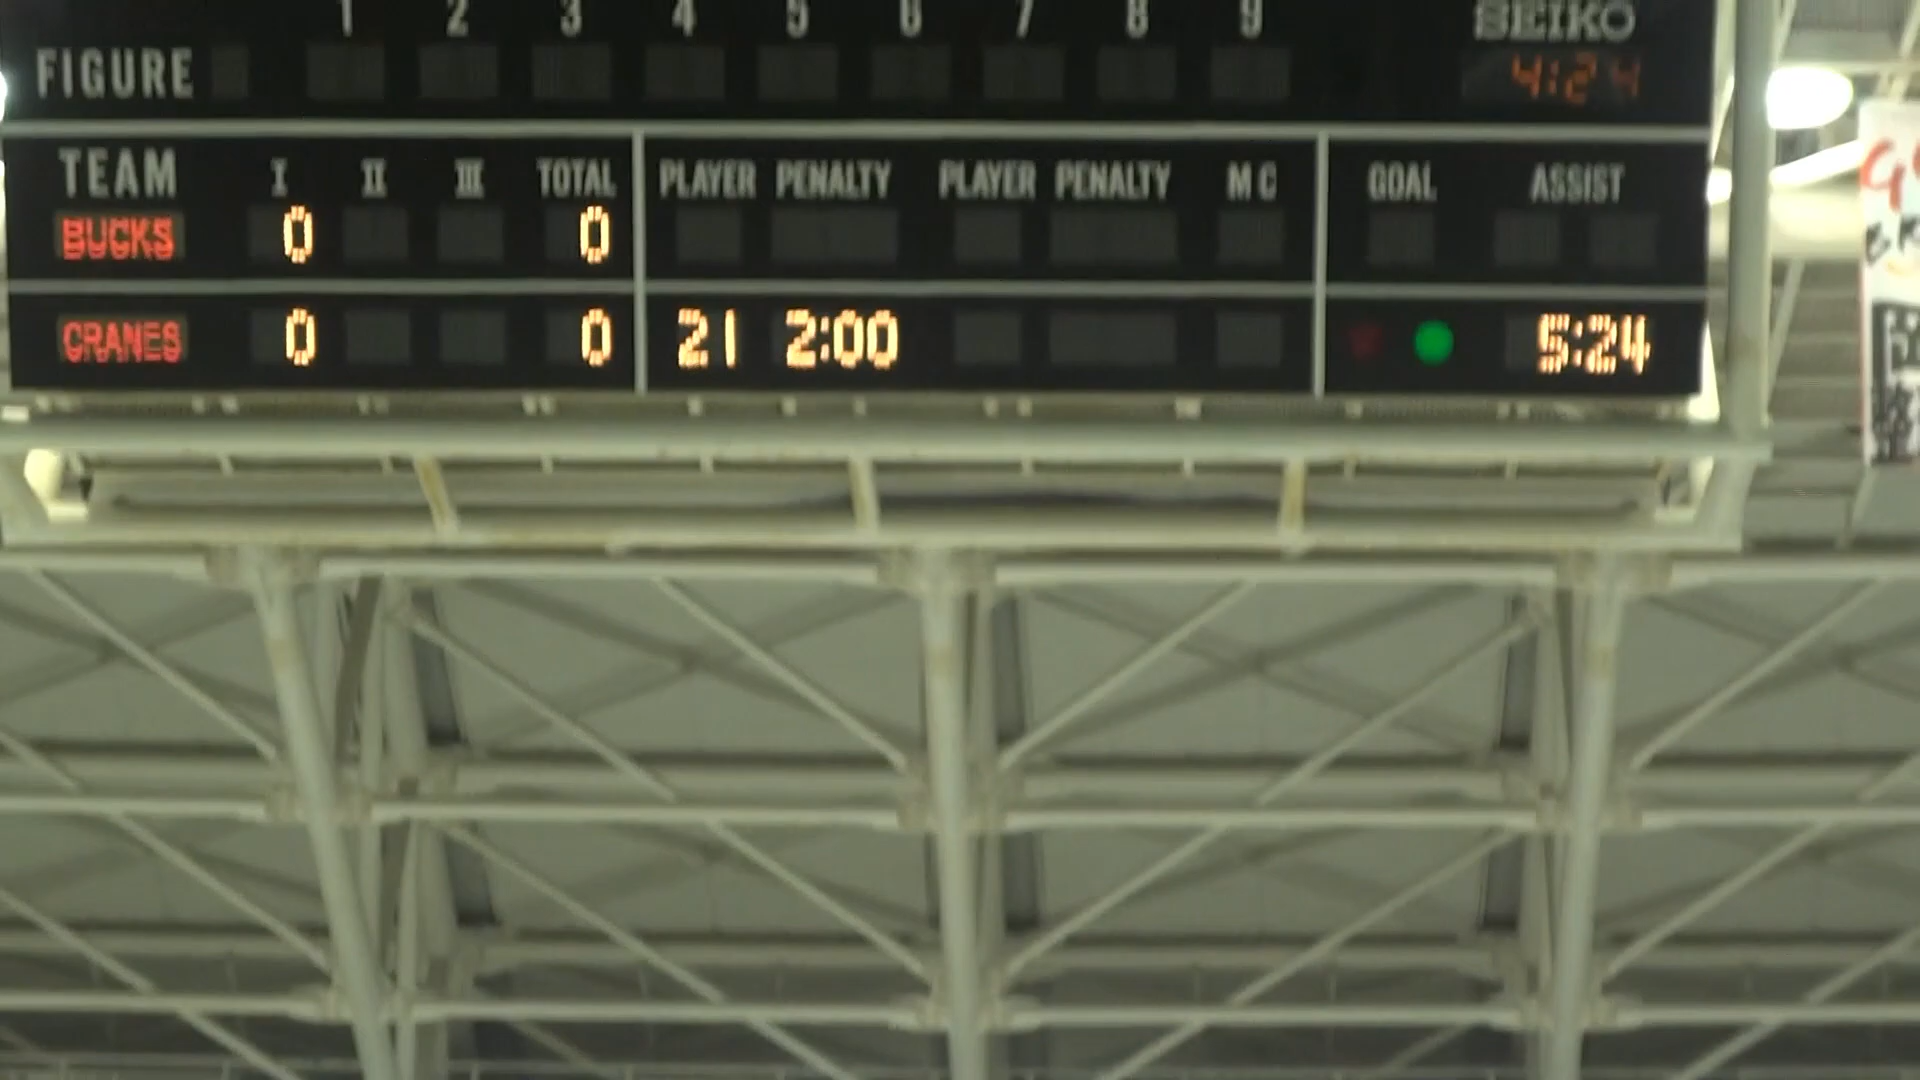 1 2 3 4 5 6 7 8 9 SEIKO
FIGURE 4:24
TEAM I II III TOTAL PLAYER PENALTY PLAYER PENALTY M C GOAL ASSIST
BUCKS 0 0
CRANES 0 0 21 2:00 5:24